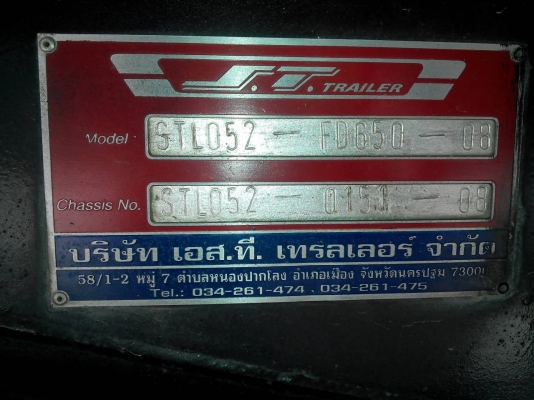 S.T. TRAILER
Model STL052 - FDG50 - 08
Chassis No. STL052 - 0151 - 08
บริษัท เอส.ที. เทรลเลอร์ จำกัด
58/1-2 หมู่ 7 ตำบลหนองปากโลง อำเภอเมือง จังหวัดนครปฐม 73000
Tel.: 034-261-474 , 034-261-475